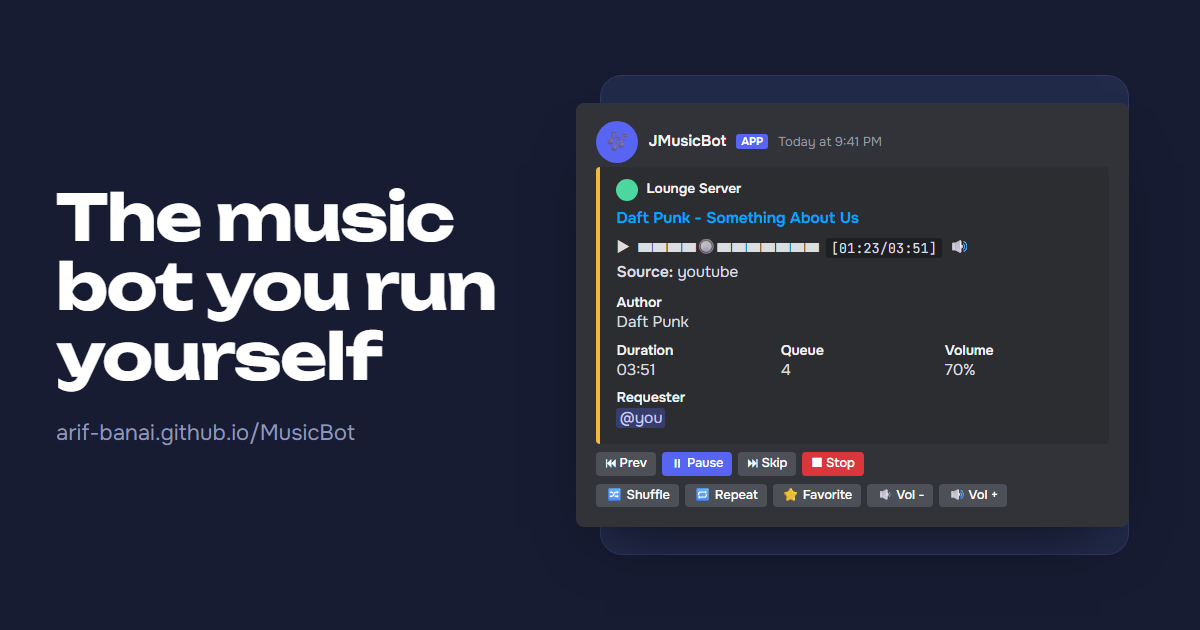 The music
bot you run
yourself
arif-banai.github.io/MusicBot
JMusicBot APP Today at 9:41 PM
Lounge Server
Daft Punk - Something About Us
[01:23/03:51]
Source: youtube
Author
Daft Punk
Duration Queue Volume
03:51 4 70%
Requester
@you
Prev Pause Skip Stop
Shuffle Repeat Favorite Vol - Vol +